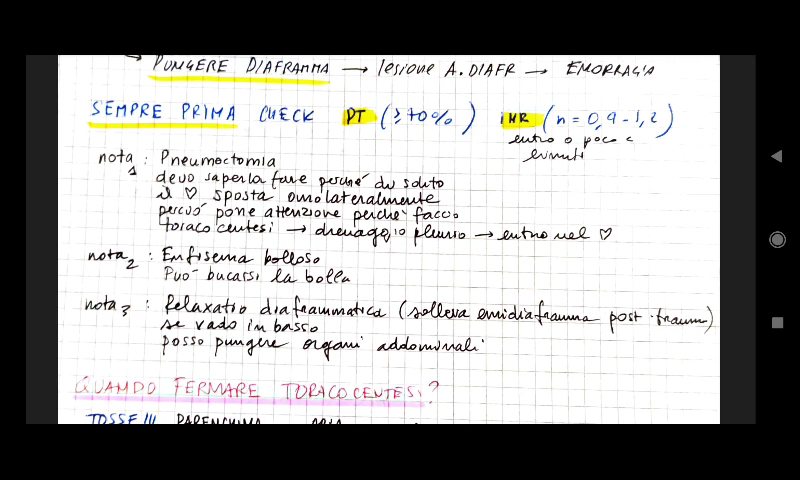 → PUNGERE DIAFRAMMA → lesione A. DIAFR → EMORRAGIA
SEMPRE PRIMA CHECK PT (≥70%) INR (n = 0,9 - 1,2)
entro o poco
nota 1 : Pneumectomia
devo saperla fare perché di solito
il ♡ sposta omolateralmente
perciò pone attenzione perché faccio
toracocentesi → drenaggio pleurico → entro nel ♡
nota 2 : Enfisema bolloso
Può bucarsi la bolla
nota 3 : Relaxatio diaframmatica (solleva emidiaframma post-traum)
se vado in basso
posso pungere organi addominali
QUANDO FERMARE TORACOCENTESI?
TOSSE !!! PARENCHIMA